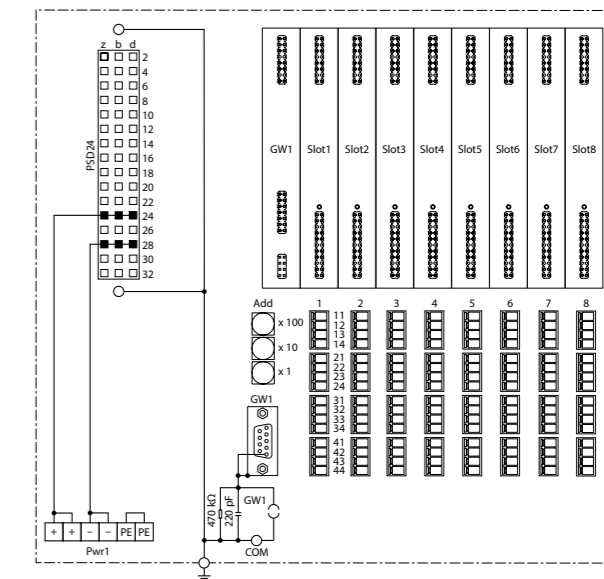 z b d
2
4
6
8
10
12
14
16
18
20
22
24
26
28
30
32
PSD24
GW1 Slot1 Slot2 Slot3 Slot4 Slot5 Slot6 Slot7 Slot8
Add
x 100
x 10
x 1
1 2 3 4 5 6 7 8
11
12
13
14
21
22
23
24
31
32
33
34
41
42
43
44
GW1
470 kΩ
220 pF
GW1
COM
+ + − − PE PE
Pwr1